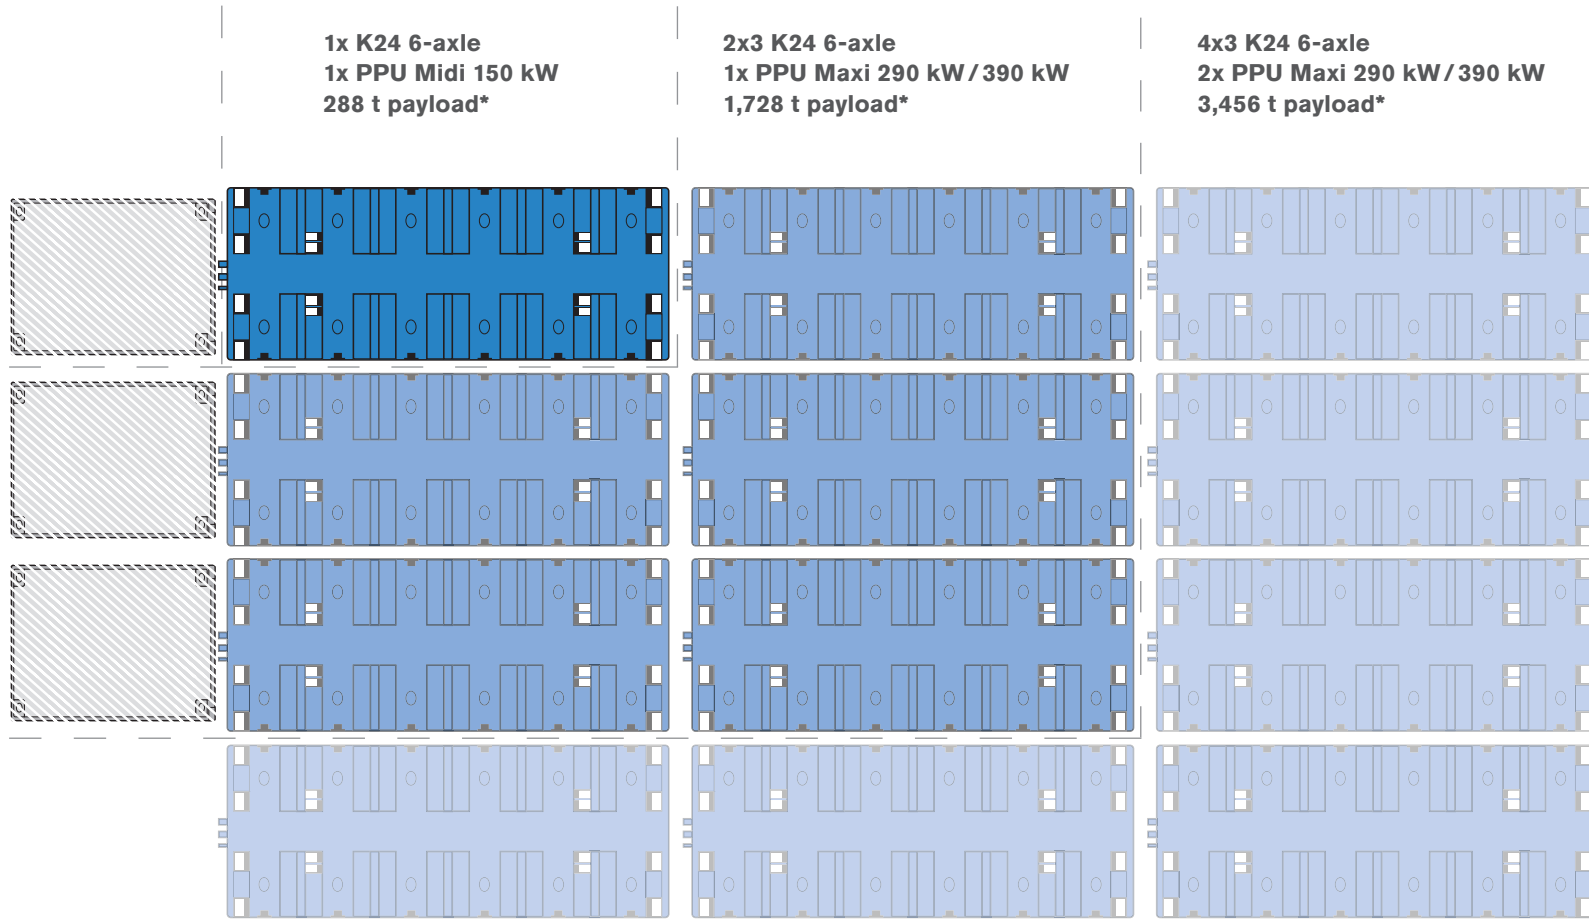 1x K24 6-axle
1x PPU Midi 150 kW
288 t payload*
2x3 K24 6-axle
1x PPU Maxi 290 kW/390 kW
1,728 t payload*
4x3 K24 6-axle
2x PPU Maxi 290 kW/390 kW
3,456 t payload*